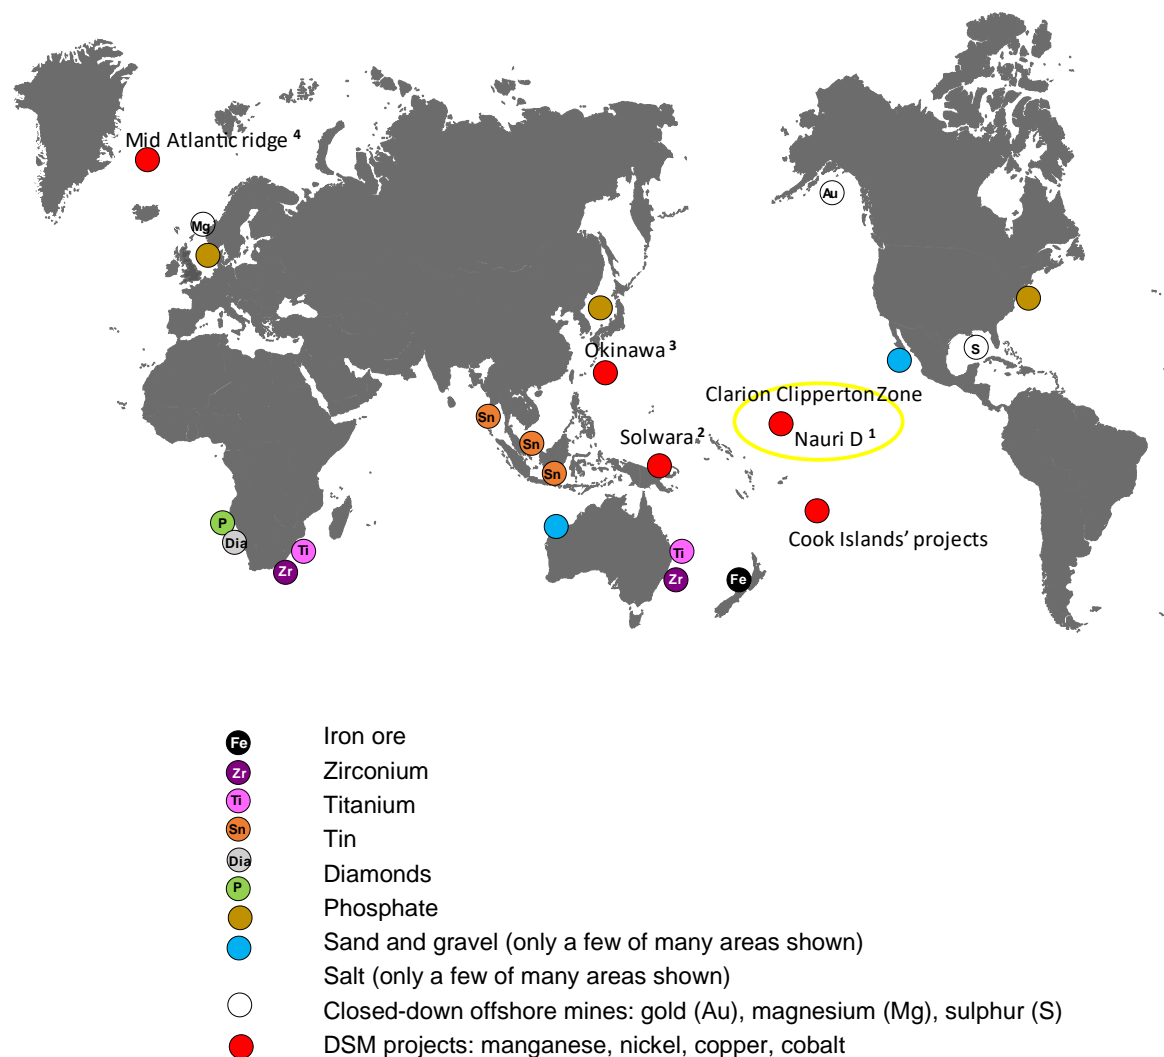 Mid Atlantic ridge ⁴
Mg
Au
S
Okinawa ³
Clarion Clipperton Zone
Nauri D ¹
Sn
Sn
Sn
Solwara ²
P
Dia
Ti
Zr
Ti
Zr
Fe
Cook Islands’ projects
Fe Iron ore
Zr Zirconium
Ti Titanium
Sn Tin
Dia Diamonds
P Phosphate
Sand and gravel (only a few of many areas shown)
Salt (only a few of many areas shown)
Closed-down offshore mines: gold (Au), magnesium (Mg), sulphur (S)
DSM projects: manganese, nickel, copper, cobalt